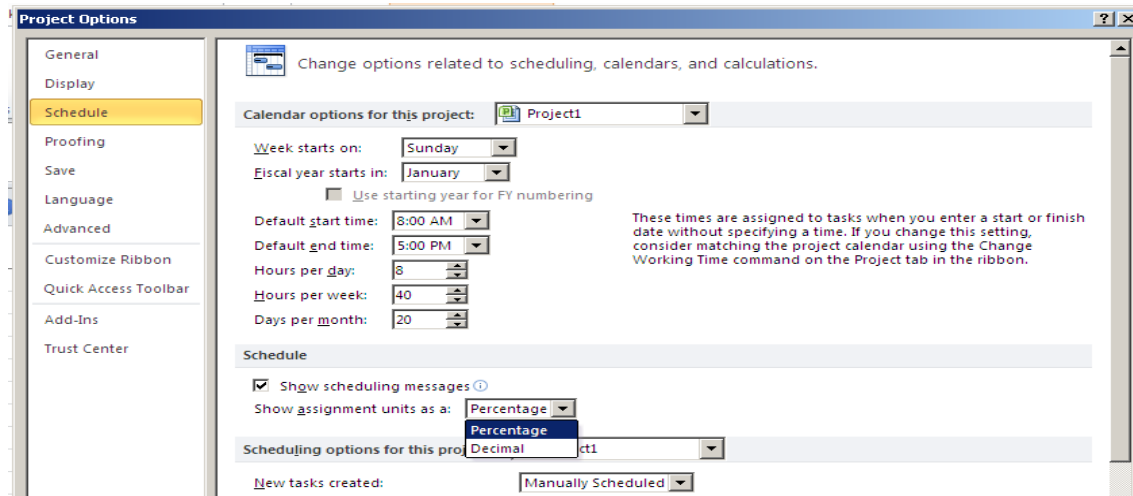 Project Options
General
Display
Schedule
Proofing
Save
Language
Advanced
Customize Ribbon
Quick Access Toolbar
Add-Ins
Trust Center
Change options related to scheduling, calendars, and calculations.
Calendar options for this project: Project1
Week starts on: Sunday
Fiscal year starts in: January
Use starting year for FY numbering
Default start time: 8:00 AM
Default end time: 5:00 PM
Hours per day: 8
Hours per week: 40
Days per month: 20
These times are assigned to tasks when you enter a start or finish
date without specifying a time. If you change this setting,
consider matching the project calendar using the Change
Working Time command on the Project tab in the ribbon.
Schedule
Show scheduling messages
Show assignment units as a: Percentage
Percentage
Decimal
Scheduling options for this pro ct1
New tasks created: Manually Scheduled